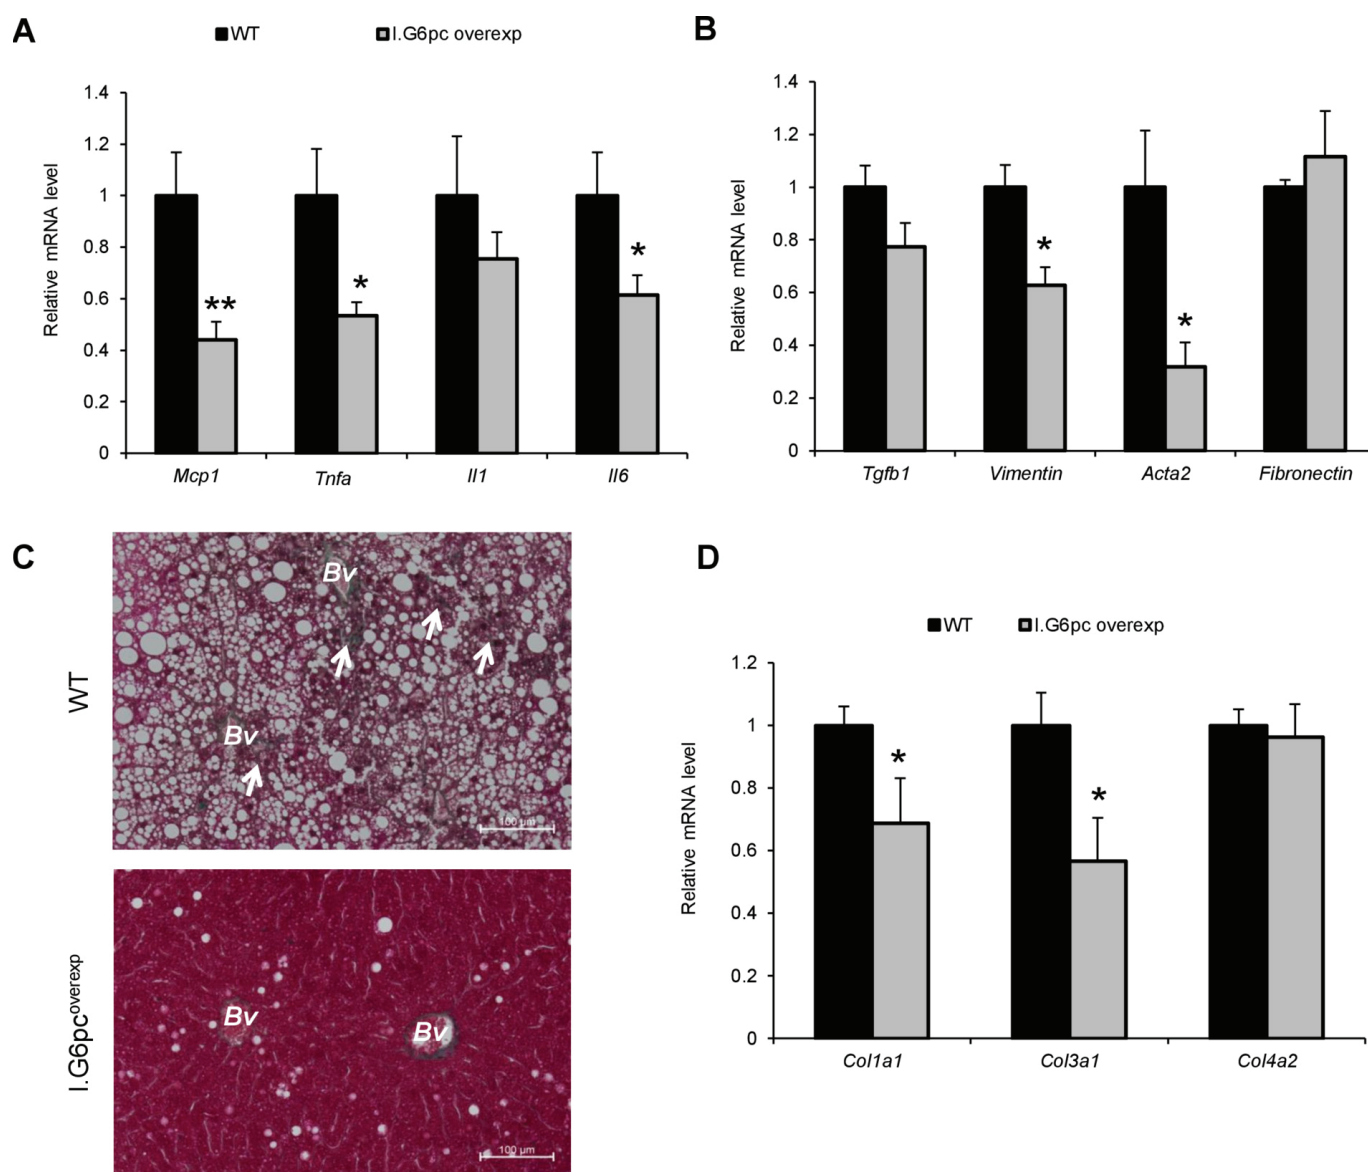 A
WT
I.G6pc overexp
1.4
1.2
1
0.8
0.6
0.4
0.2
0
Relative mRNA level
**
*
*
Mcp1
Tnfa
Il1
Il6
B
1.4
1.2
1
0.8
0.6
0.4
0.2
0
Relative mRNA level
*
*
Tgfb1
Vimentin
Acta2
Fibronectin
C
WT
Bv
Bv
100 µm
I.G6pcoverexp
Bv
Bv
100 µm
D
WT
I.G6pc overexp
1.2
1
0.8
0.6
0.4
0.2
0
Relative mRNA level
*
*
Col1a1
Col3a1
Col4a2